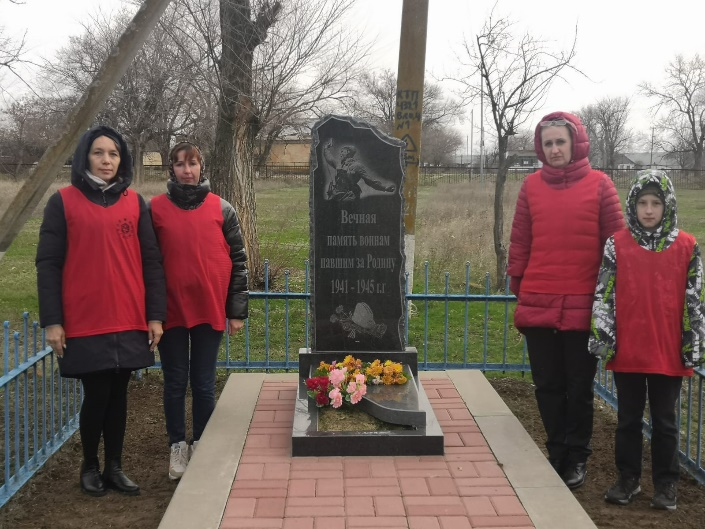 Вечная
память воинам
павшим за Родину
1941 - 1945 г.г